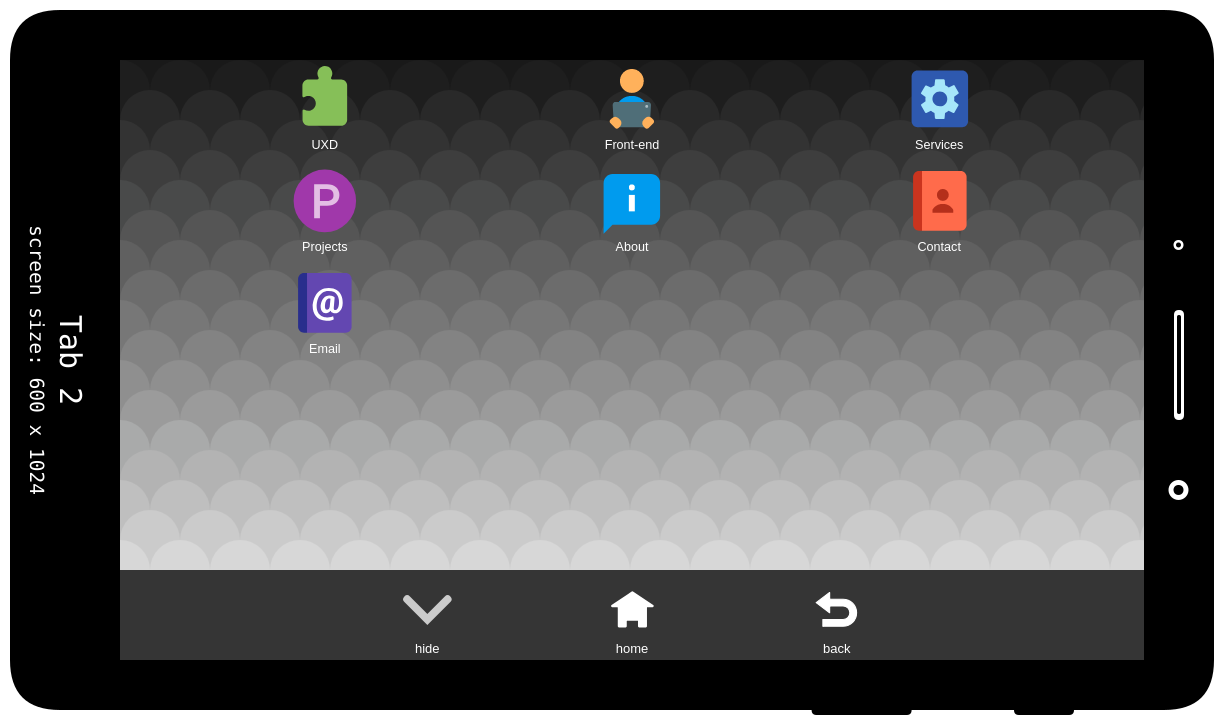 Tab 2
screen size: 600 x 1024
UXD
Front-end
Services
P
i
Projects
About
Contact
@
Email
hide
home
back